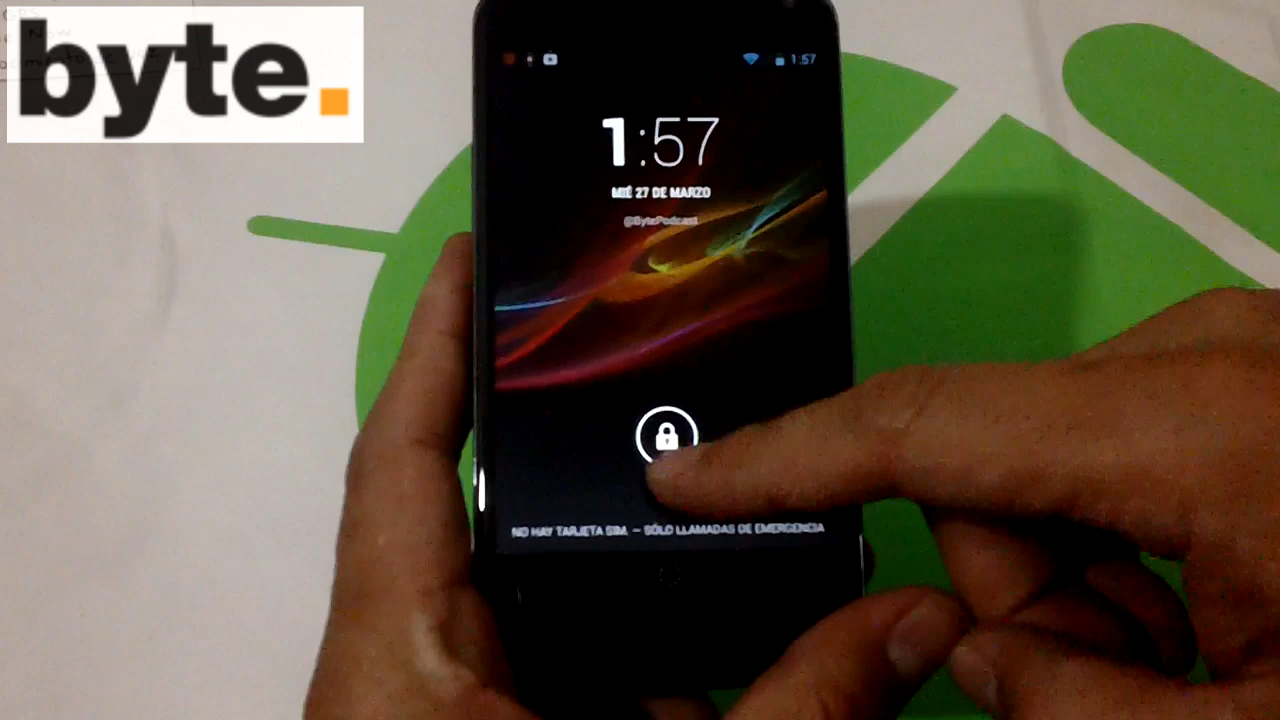 byte.
1:57
1:57
MIÉ 27 DE MARZO
@BytePodcast
NO HAY TARJETA SIM. — SÓLO LLAMADAS DE EMERGENCIA